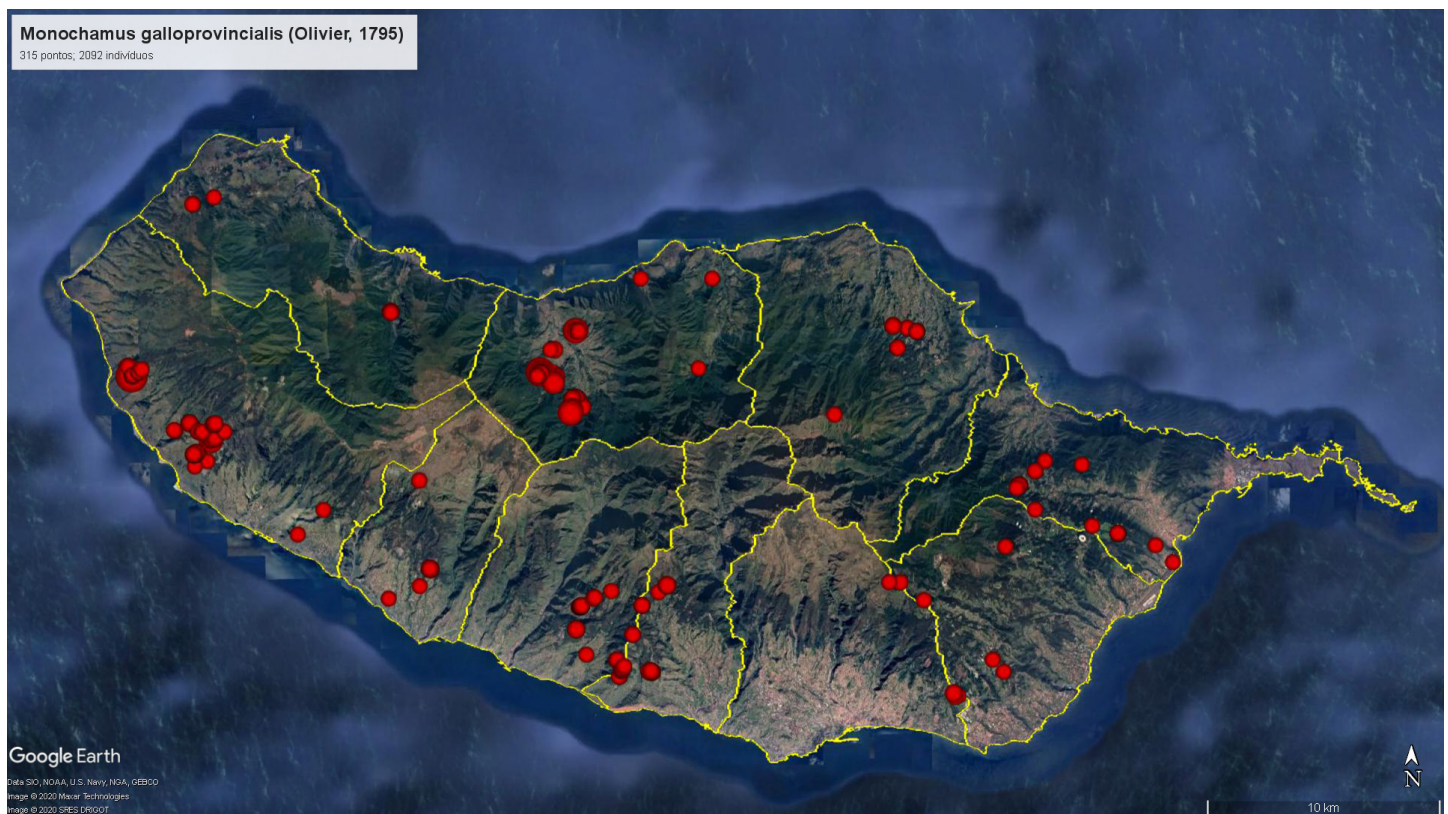 Monochamus galloprovincialis (Olivier, 1795)
315 pontos; 2092 indivíduos
Google Earth
Data SIO, NOAA, U.S. Navy, NGA, GEBCO
Image © 2020 Maxar Technologies
Image © 2020 SRES DRIGOT
N
10 km